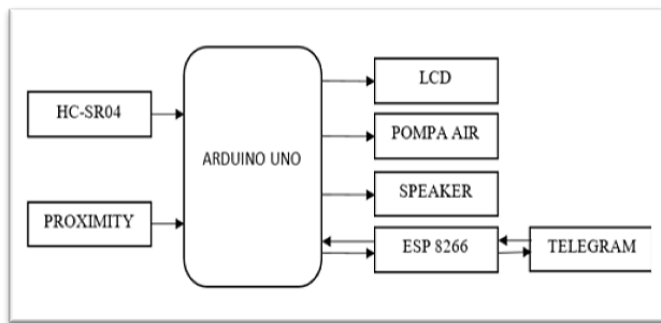 HC-SR04
PROXIMITY
ARDUINO UNO
LCD
POMPA AIR
SPEAKER
ESP 8266
TELEGRAM